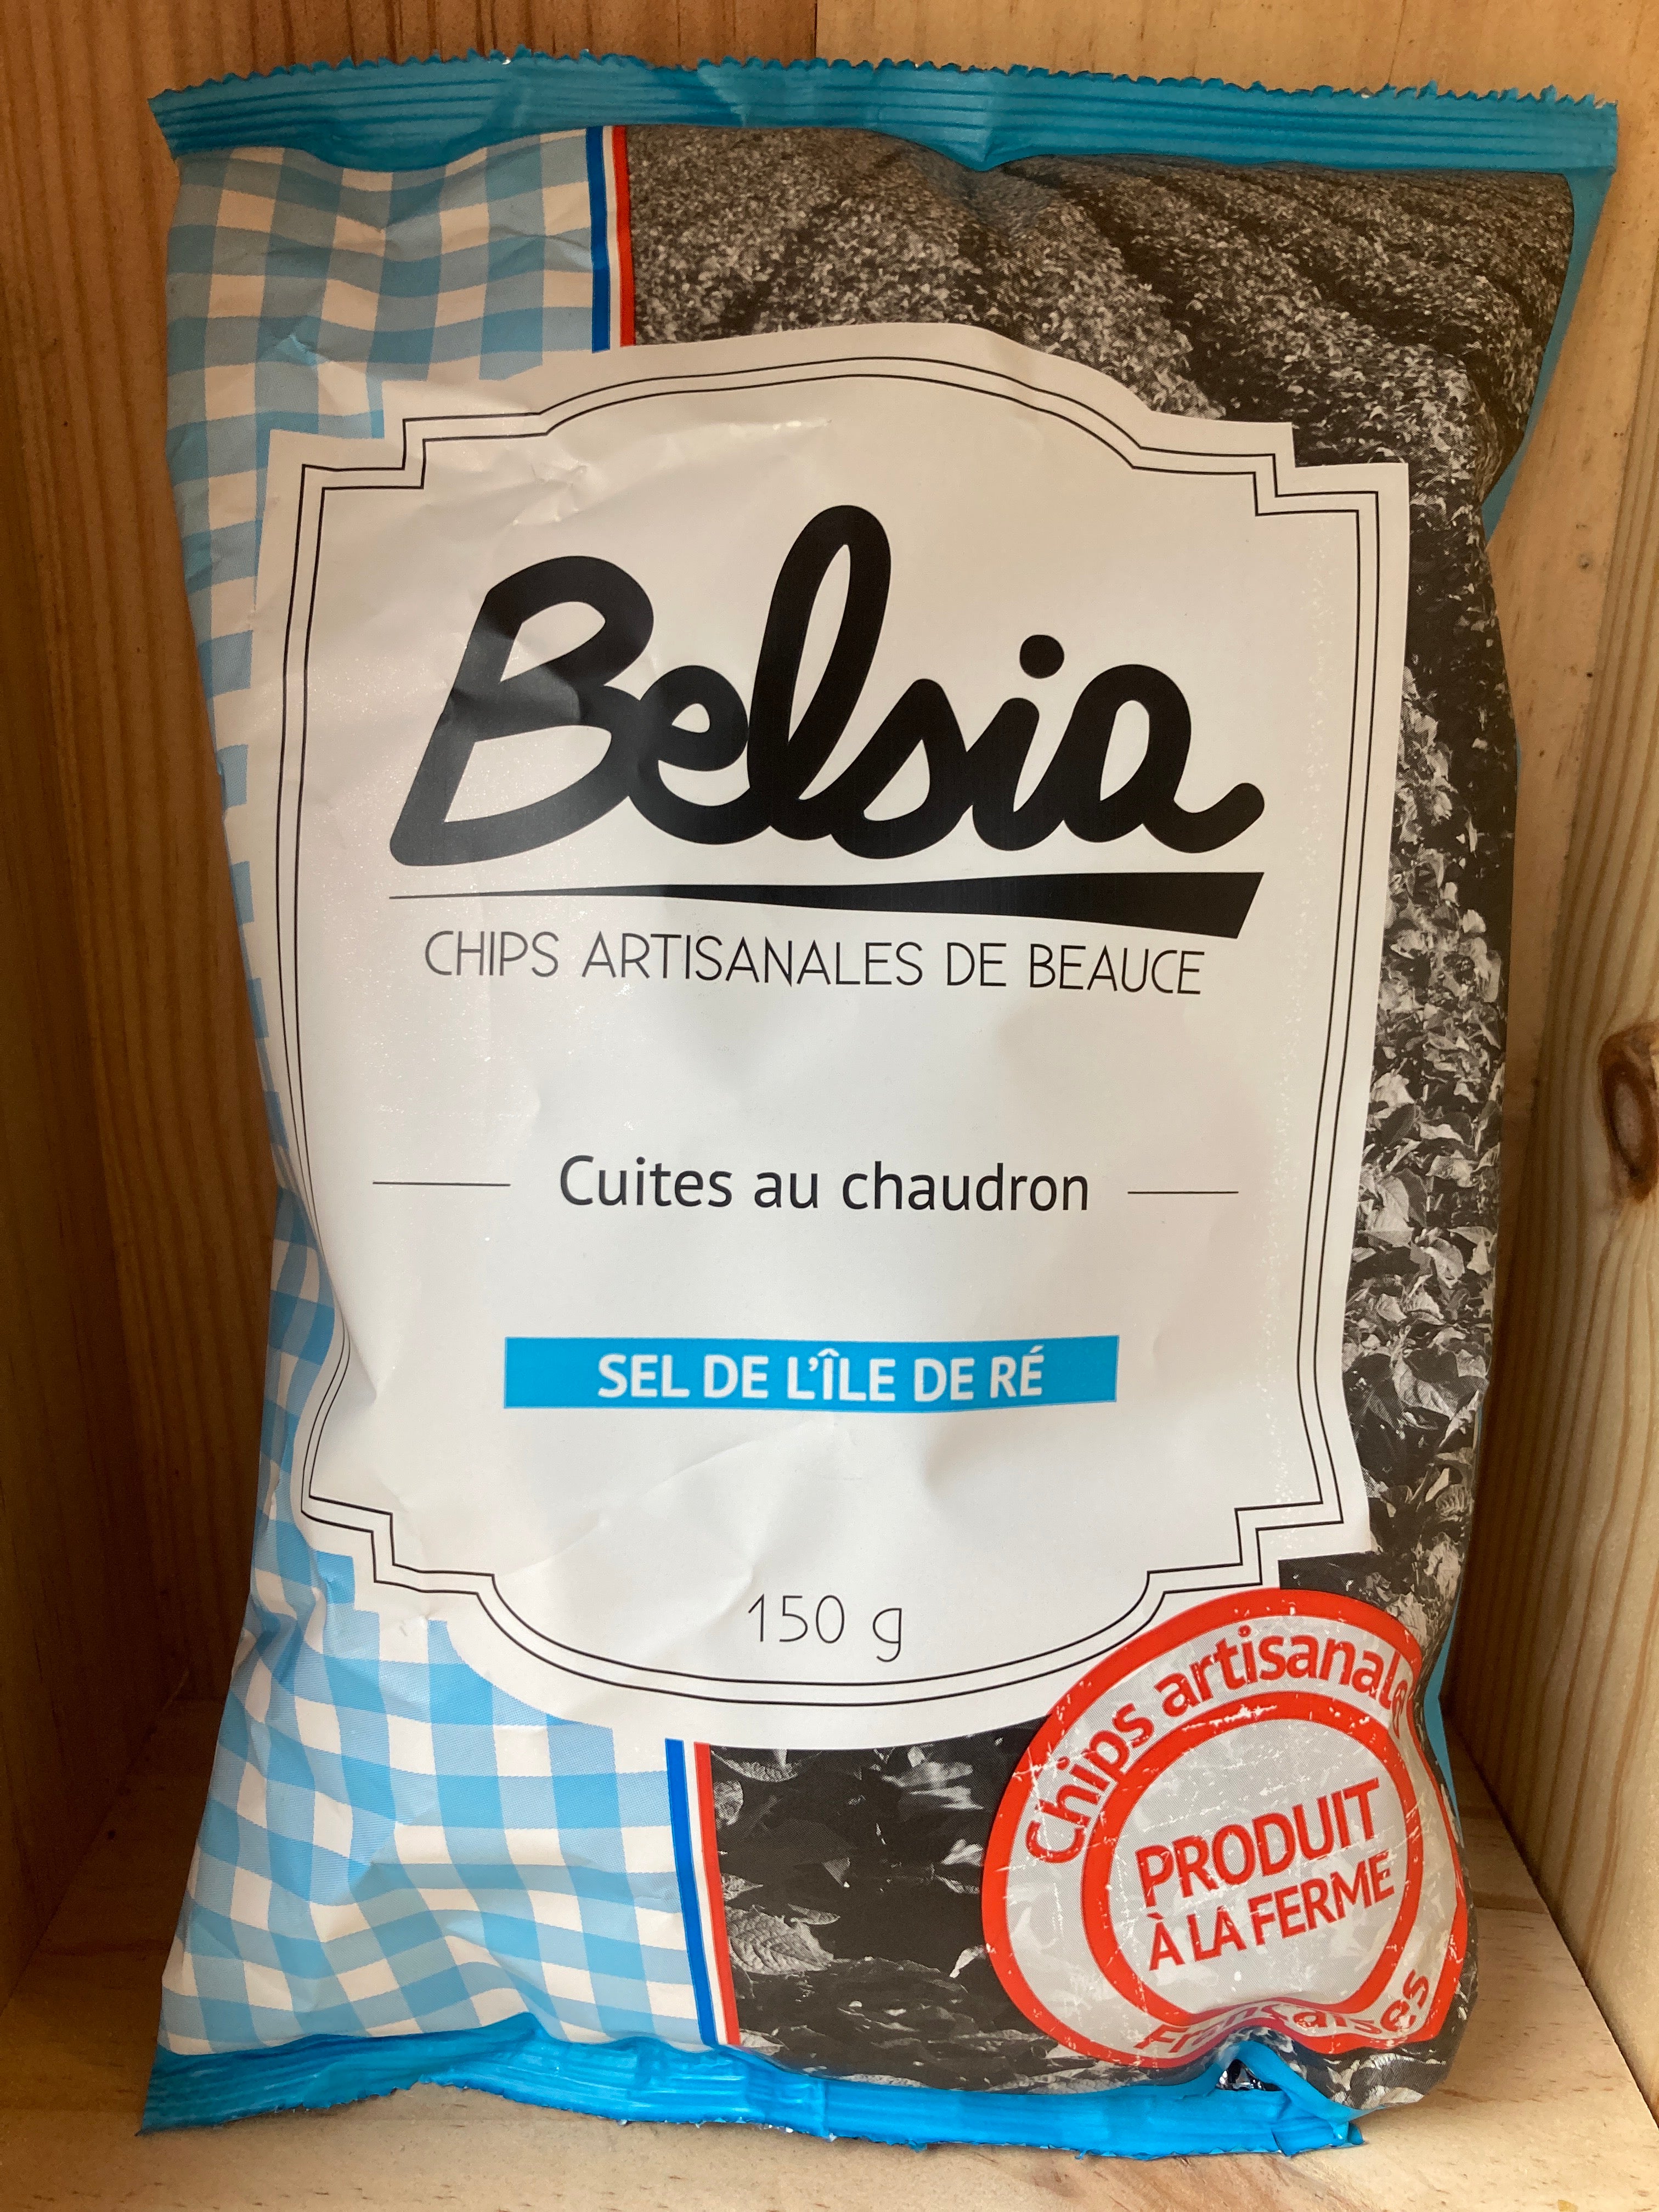 Belsia
CHIPS ARTISANALES DE BEAUCE
Cuites au chaudron
SEL DE L'ÎLE DE RÉ
150 g
Chips artisanales
PRODUIT
À LA FERME
Françaises